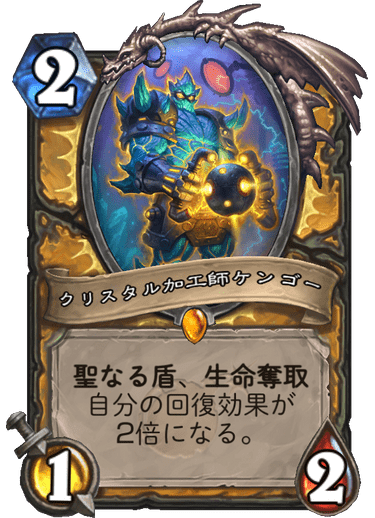 2
クリスタル加工師ケンゴー
聖なる盾、生命奪取
自分の回復効果が
2倍になる。
1
2